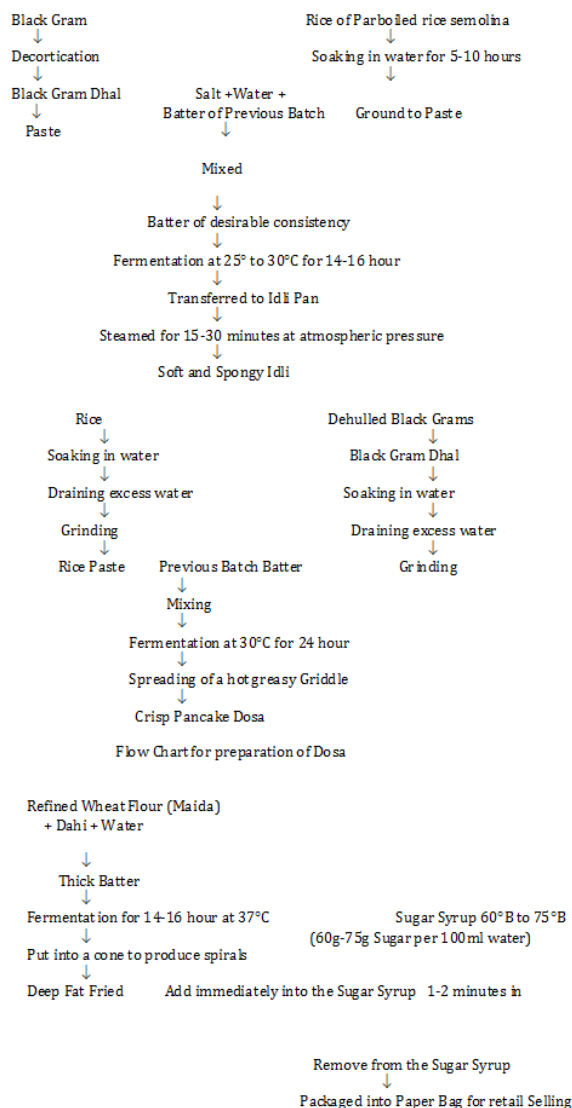 Black Gram
Rice of Parboiled rice semolina
↓
Decortication
Soaking in water for 5-10 hours
↓
↓
Black Gram Dhal
Salt +Water +
↓
Batter of Previous Batch
Ground to Paste
Paste
↓
Mixed
↓
Batter of desirable consistency
↓
Fermentation at 25° to 30°C for 14-16 hour
↓
Transferred to Idli Pan
↓
Steamed for 15-30 minutes at atmospheric pressure
↓
Soft and Spongy Idli
Rice
Dehulled Black Grams
↓
↓
Soaking in water
Black Gram Dhal
↓
↓
Draining excess water
Soaking in water
↓
↓
Grinding
Draining excess water
↓
↓
Rice Paste
Previous Batch Batter
Grinding
↓
Mixing
↓
Fermentation at 30°C for 24 hour
↓
Spreading of a hot greasy Griddle
↓
Crisp Pancake Dosa
Flow Chart for preparation of Dosa
Refined Wheat Flour (Maida)
+ Dahi + Water
↓
Thick Batter
↓
Fermentation for 14-16 hour at 37°C
Sugar Syrup 60°B to 75°B
↓
(60g-75g Sugar per 100ml water)
Put into a cone to produce spirals
↓
Deep Fat Fried
Add immediately into the Sugar Syrup
1-2 minutes in
Remove from the Sugar Syrup
↓
Packaged into Paper Bag for retail Selling